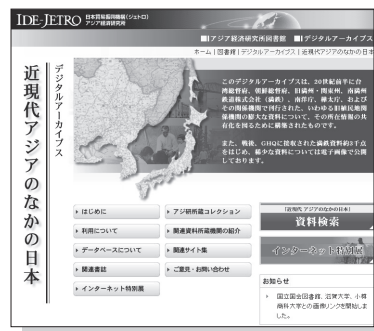 IDE-JETRO 日本貿易振興機構(ジェトロ)
アジア経済研究所
■アジア経済研究所図書館 ■デジタルアーカイブス
ホーム | 図書館 | デジタルアーカイブス | 近現代アジアのなかの日本
デジタルアーカイブス
近現代アジアのなかの日本
このデジタルアーカイブスは、20世紀前半に台
湾総督府、朝鮮総督府、旧満州・関東州、南満州
鉄道株式会社(満鉄)、南洋庁、樺太庁、およびそ
の関係機関で刊行された、いわゆる旧植民地関
係機関の膨大な資料について、その所在情報の共
有化を図るために構築されたものです。
また、戦後、GHQに接収された満鉄資料約3千点
をはじめ、稀少な資料については電子画像で公開
しております。
はじめに
アジ研所蔵コレクション
利用について
関連資料所蔵機関の紹介
データベースについて
関連サイト集
関連書誌
ご意見・お問い合わせ
インターネット特別展
「近現代アジアのなかの日本」
資料検索
インターネット特別展
お知らせ
国立国会図書館、滋賀大学、小樽
商科大学との画像リンクを開始しま
した。